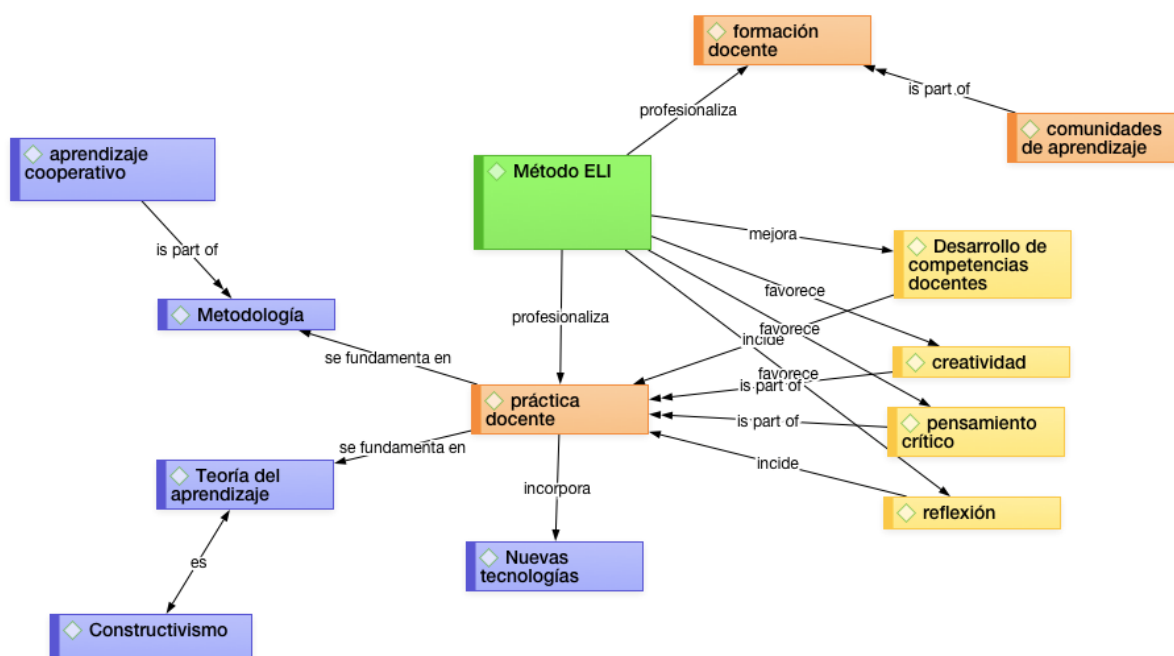 formación
docente
is part of
profesionaliza
comunidades
de aprendizaje
aprendizaje
cooperativo
Método ELI
is part of
mejora
Desarrollo de
competencias
docentes
favorece
Metodología
profesionaliza
favorece
incide
se fundamenta en
creatividad
favorece
is part of
práctica
docente
is part of
pensamiento
crítico
se fundamenta en
incide
Teoría del
aprendizaje
incorpora
reflexión
Nuevas
tecnologías
es
Constructivismo